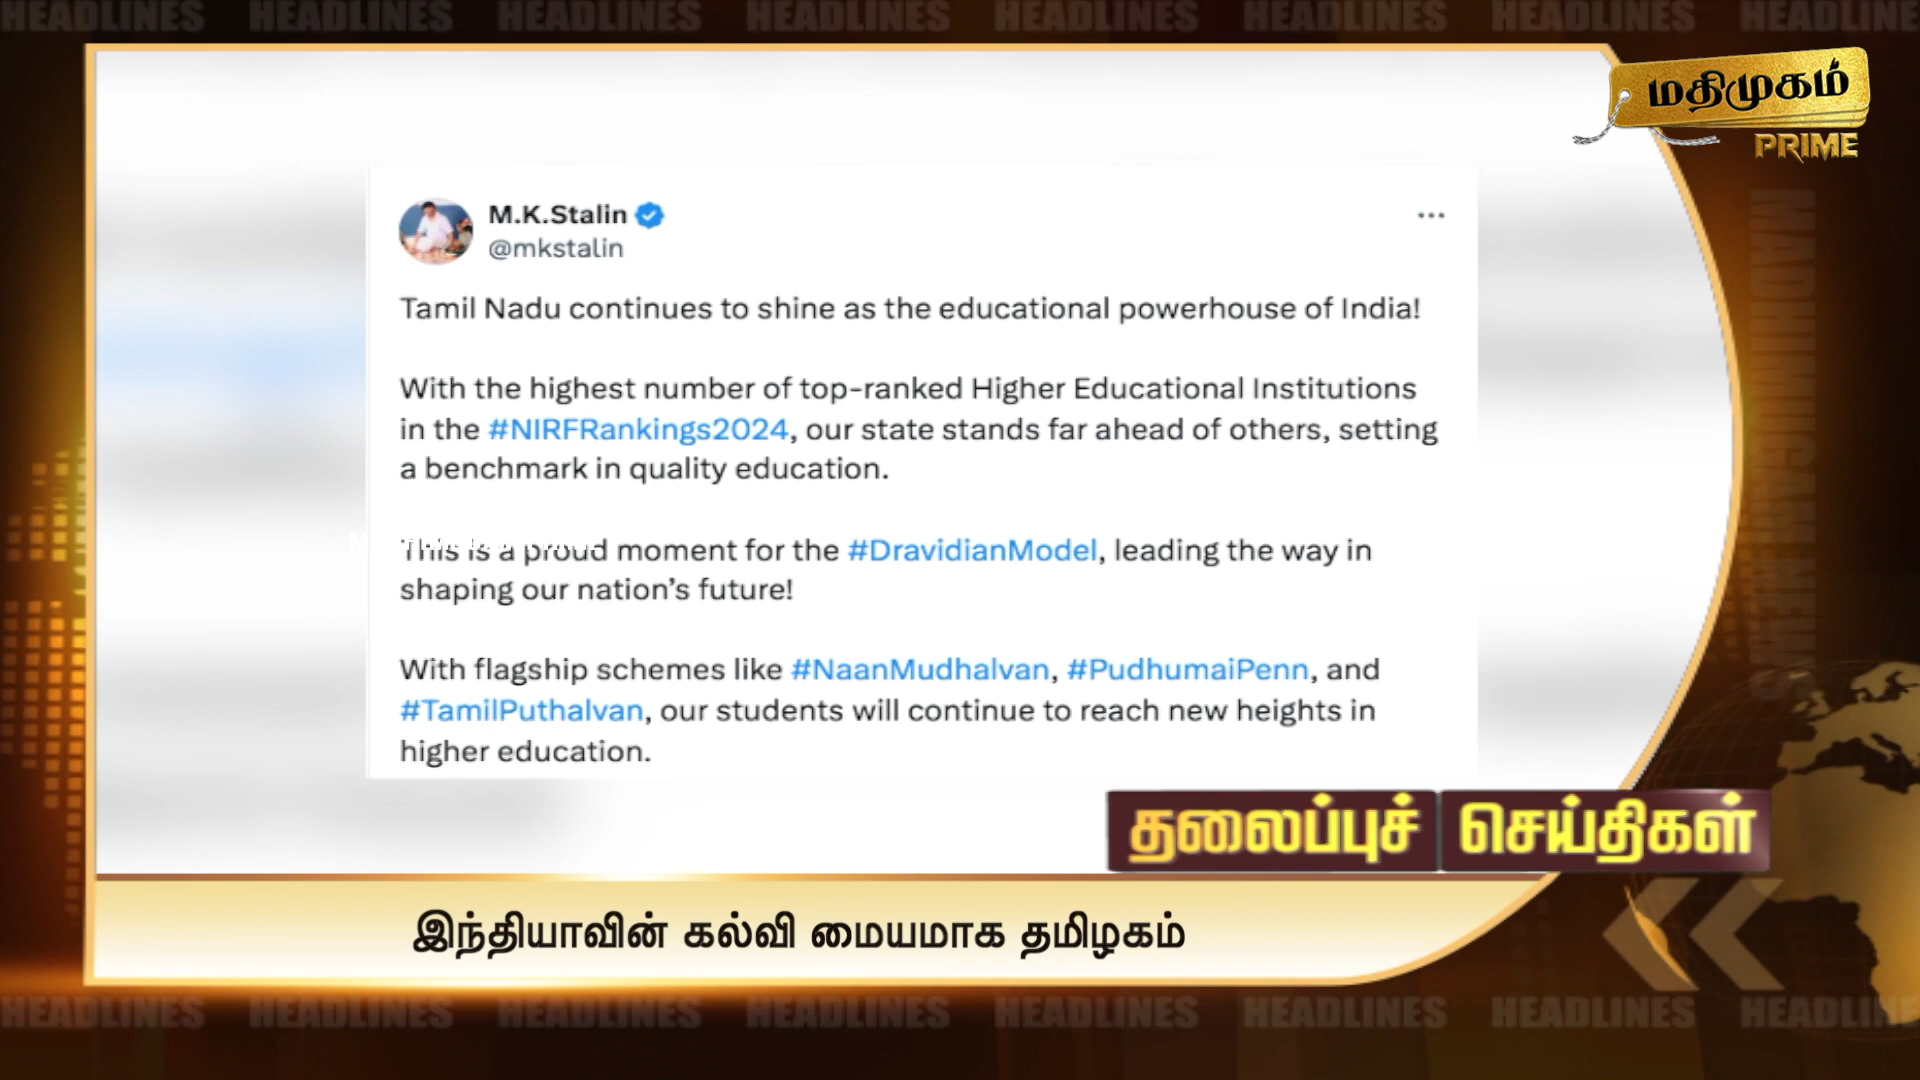 HEADLINES HEADLINES HEADLINES HEADLINES HEADLINES HEADLINES HEADLINES HEADLINE
மதிமுகம்
PRIME
M.K.Stalin
@mkstalin
Tamil Nadu continues to shine as the educational powerhouse of India!
With the highest number of top-ranked Higher Educational Institutions
in the #NIRFRankings2024, our state stands far ahead of others, setting
a benchmark in quality education.
This is a proud moment for the #DravidianModel, leading the way in
shaping our nation's future!
With flagship schemes like #NaanMudhalvan, #PudhumaiPenn, and
#TamilPuthalvan, our students will continue to reach new heights in
higher education.
MADHIMUGAM NEWS
தலைப்புச் செய்திகள்
இந்தியாவின் கல்வி மையமாக தமிழகம்
HEADLINES HEADLINES HEADLINES HEADLINES HEADLINES HEADLINES HEADLINES HEADLINE